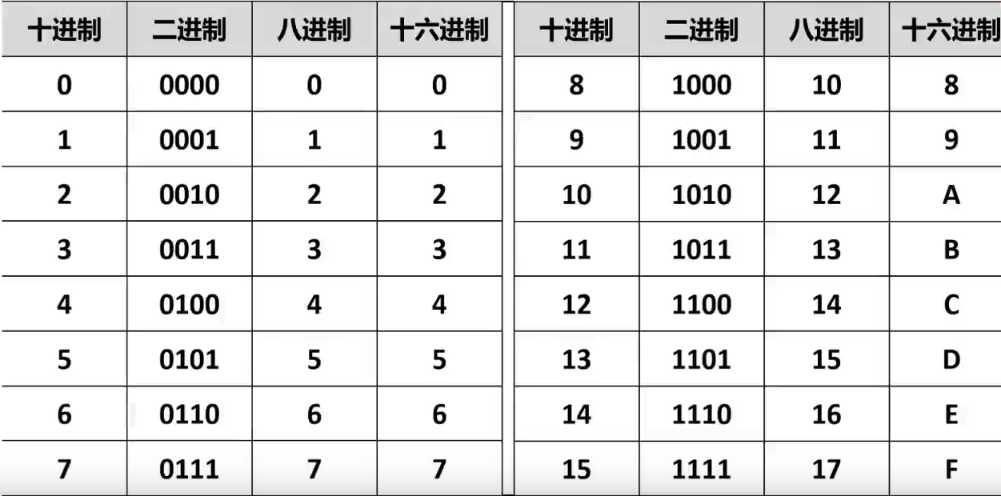 十进制 二进制 八进制 十六进制 十进制 二进制 八进制 十六进制
0 0000 0 0 8 1000 10 8
1 0001 1 1 9 1001 11 9
2 0010 2 2 10 1010 12 A
3 0011 3 3 11 1011 13 B
4 0100 4 4 12 1100 14 C
5 0101 5 5 13 1101 15 D
6 0110 6 6 14 1110 16 E
7 0111 7 7 15 1111 17 F